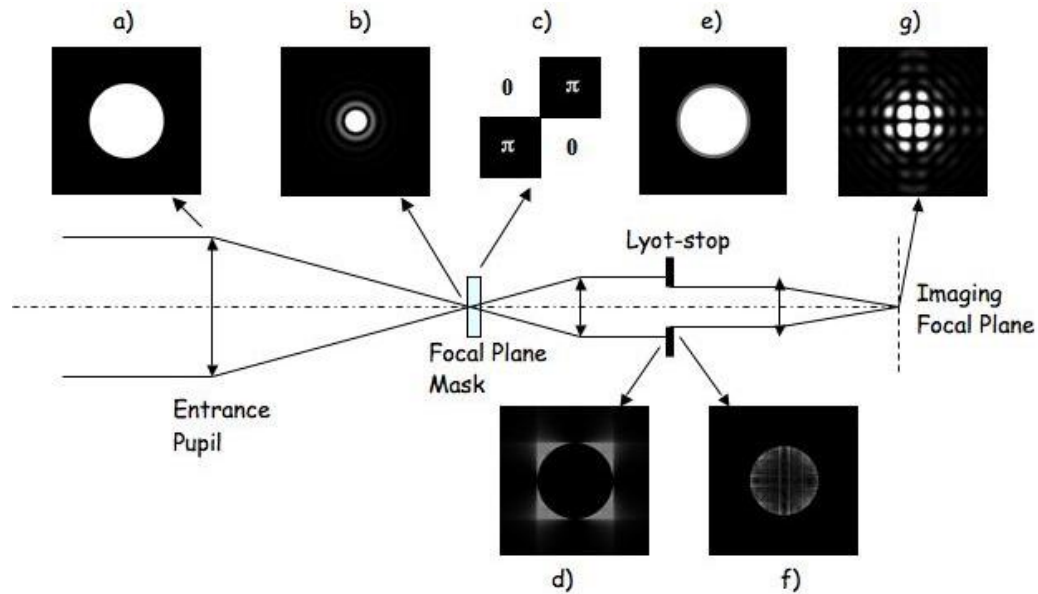 a)
b)
c)
e)
g)
0
π
π
0
Lyot-stop
Imaging
Focal Plane
Focal Plane
Mask
Entrance
Pupil
d)
f)